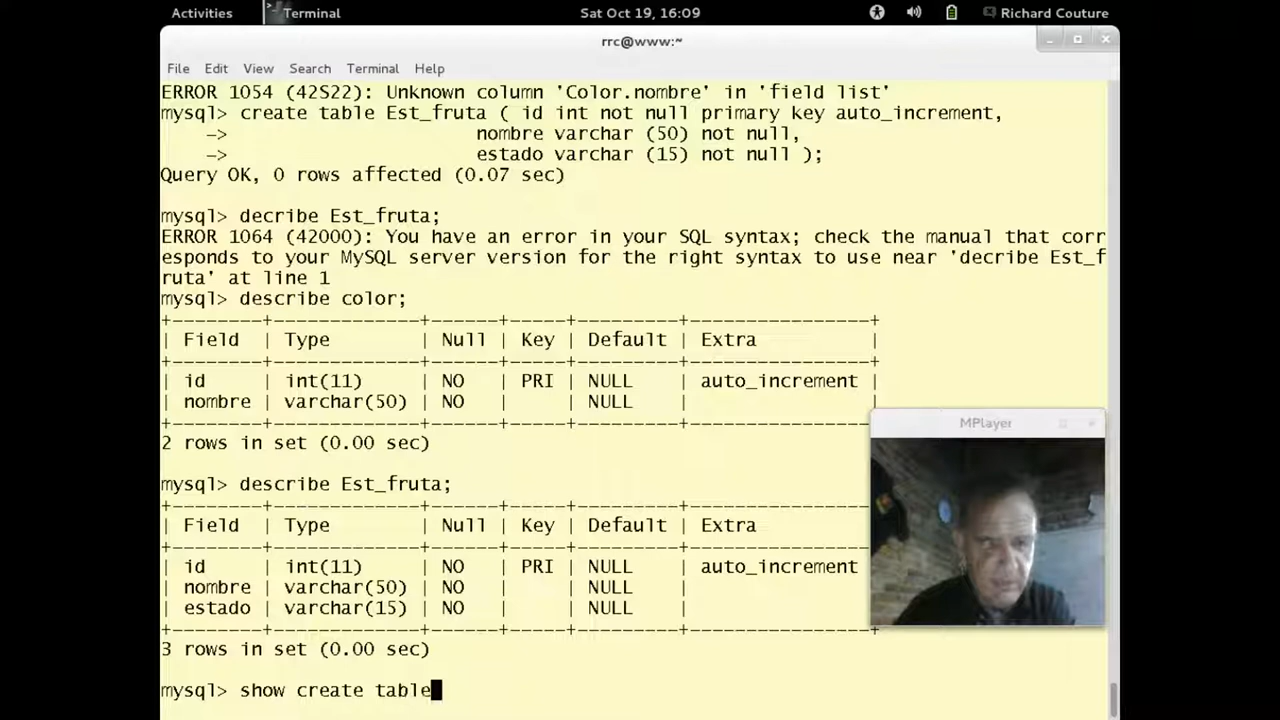 Activities Terminal Sat Oct 19, 16:09 Richard Couture
rrc@www:~
File Edit View Search Terminal Help
ERROR 1054 (42S22): Unknown column 'Color.nombre' in 'field list'
mysql> create table Est_fruta ( id int not null primary key auto_increment,
    ->                      nombre varchar (50) not null,
    ->                      estado varchar (15) not null );
Query OK, 0 rows affected (0.07 sec)
mysql> decribe Est_fruta;
ERROR 1064 (42000): You have an error in your SQL syntax; check the manual that corr
esponds to your MySQL server version for the right syntax to use near 'decribe Est_f
ruta' at line 1
mysql> describe color;
+--------+-------------+------+-----+---------+----------------+
| Field  | Type        | Null | Key | Default | Extra          |
+--------+-------------+------+-----+---------+----------------+
| id     | int(11)     | NO   | PRI | NULL    | auto_increment |
| nombre | varchar(50) | NO   |     | NULL    |                |
+--------+-------------+------+-----+---------+----------------+
2 rows in set (0.00 sec)
MPlayer
mysql> describe Est_fruta;
+--------+-------------+------+-----+---------+----------------+
| Field  | Type        | Null | Key | Default | Extra
+--------+-------------+------+-----+---------+----------------+
| id     | int(11)     | NO   | PRI | NULL    | auto_increment
| nombre | varchar(50) | NO   |     | NULL    |
| estado | varchar(15) | NO   |     | NULL    |
+--------+-------------+------+-----+---------+----------------+
3 rows in set (0.00 sec)
mysql> show create table